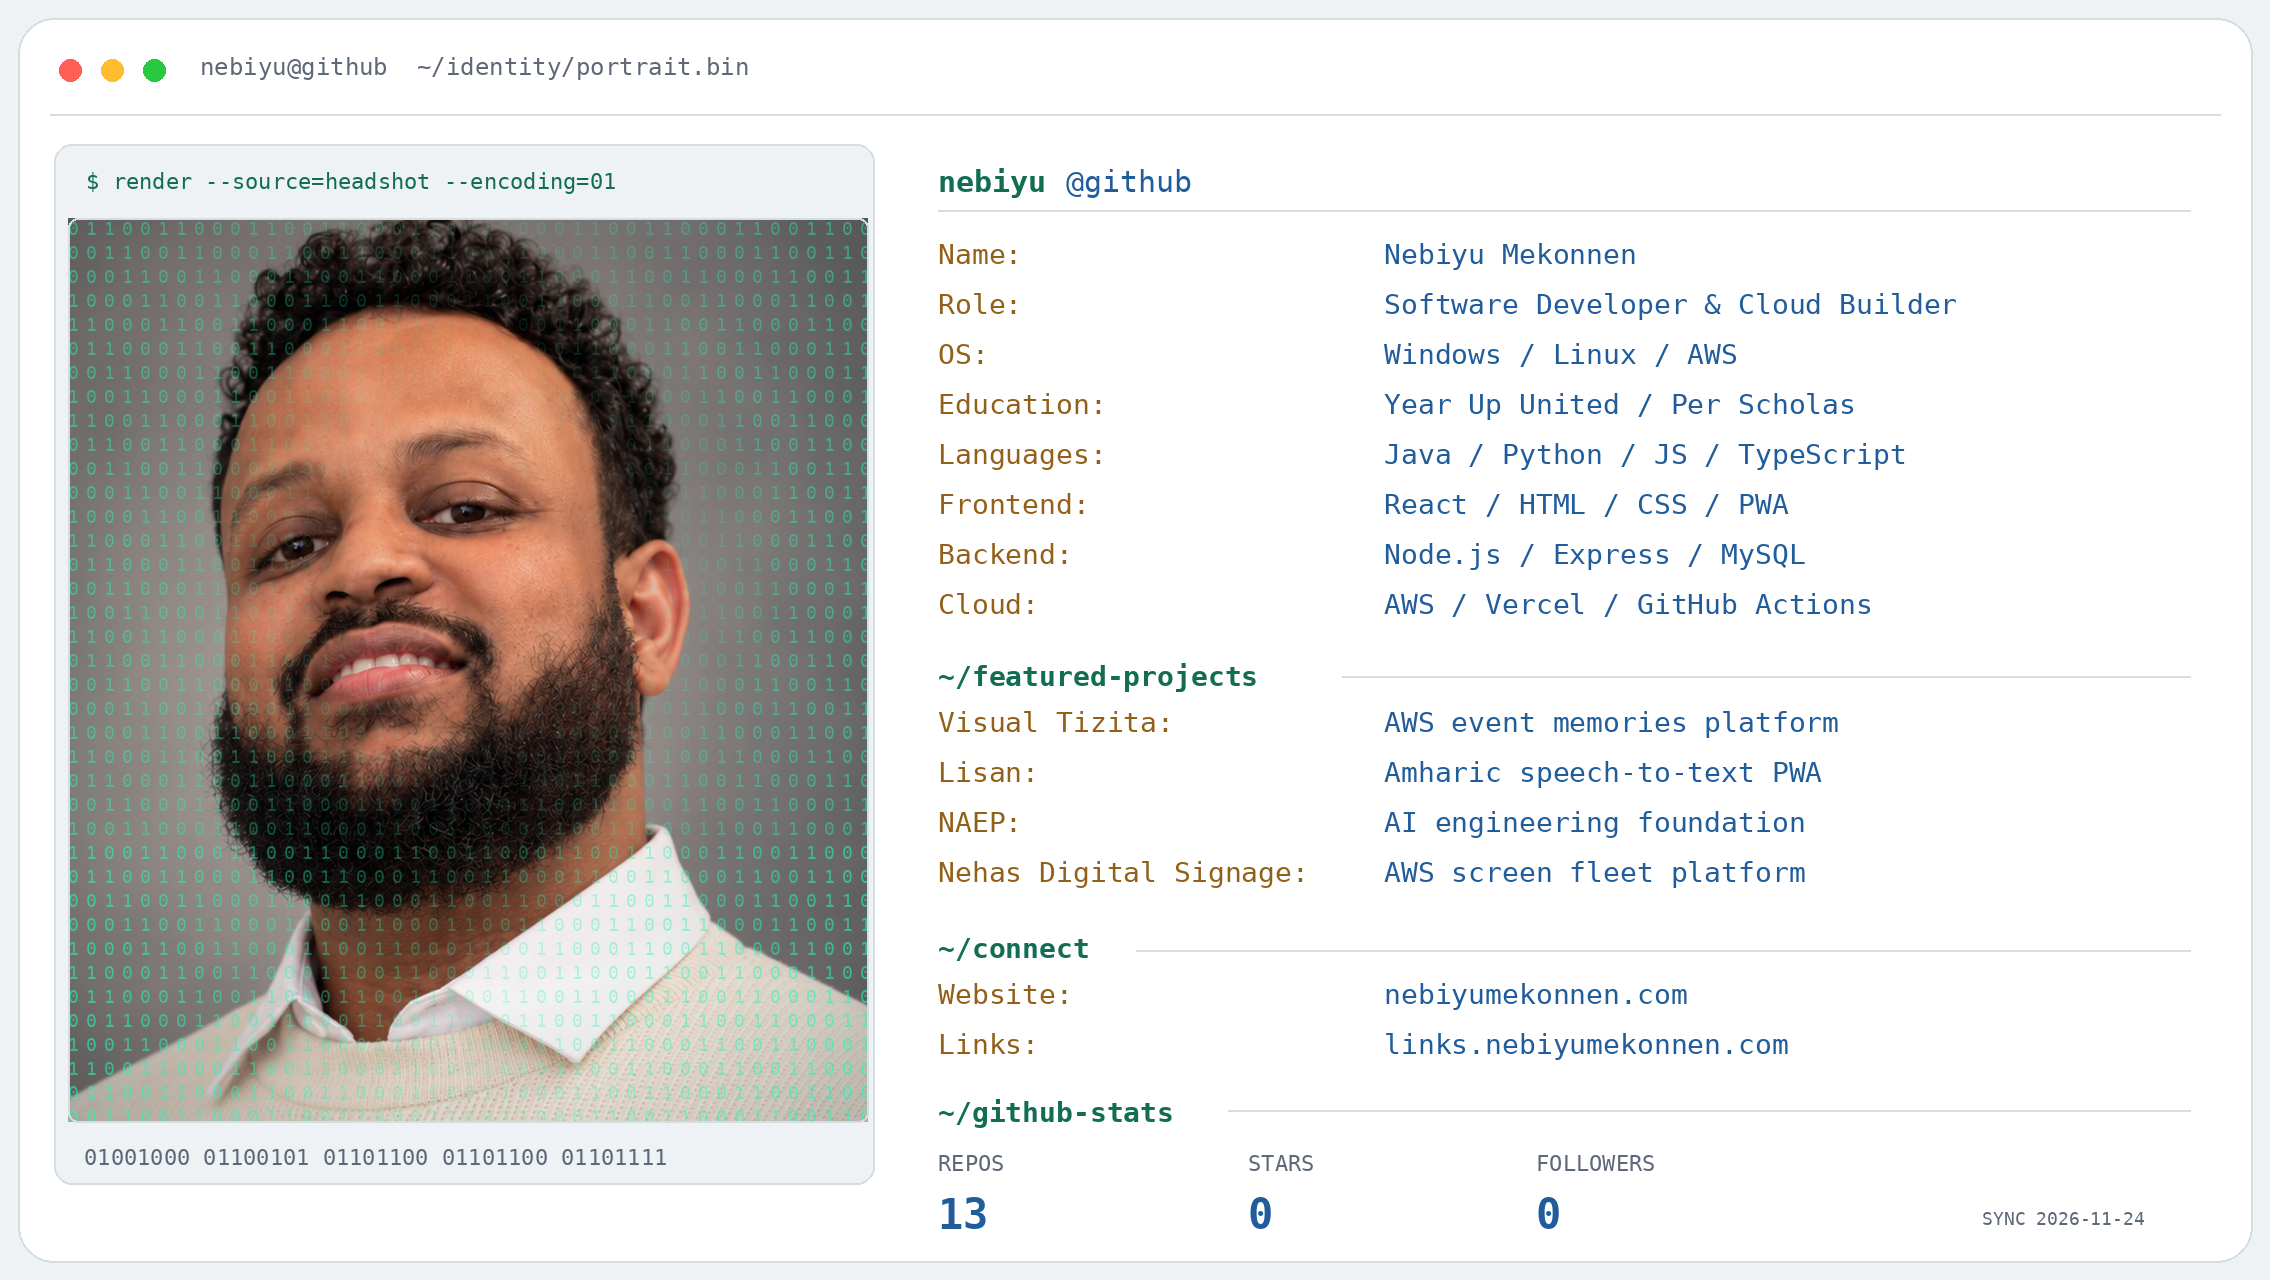 nebiyu@github ~/identity/portrait.bin
$ render --source=headshot --encoding=01
01001000 01100101 01101100 01101100 01101111
nebiyu @github
Name: Nebiyu Mekonnen
Role: Software Developer & Cloud Builder
OS: Windows / Linux / AWS
Education: Year Up United / Per Scholas
Languages: Java / Python / JS / TypeScript
Frontend: React / HTML / CSS / PWA
Backend: Node.js / Express / MySQL
Cloud: AWS / Vercel / GitHub Actions
~/featured-projects
Visual Tizita: AWS event memories platform
Lisan: Amharic speech-to-text PWA
NAEP: AI engineering foundation
Nehas Digital Signage: AWS screen fleet platform
~/connect
Website: nebiyumekonnen.com
Links: links.nebiyumekonnen.com
~/github-stats
REPOS STARS FOLLOWERS
13 0 0
SYNC 2026-11-24